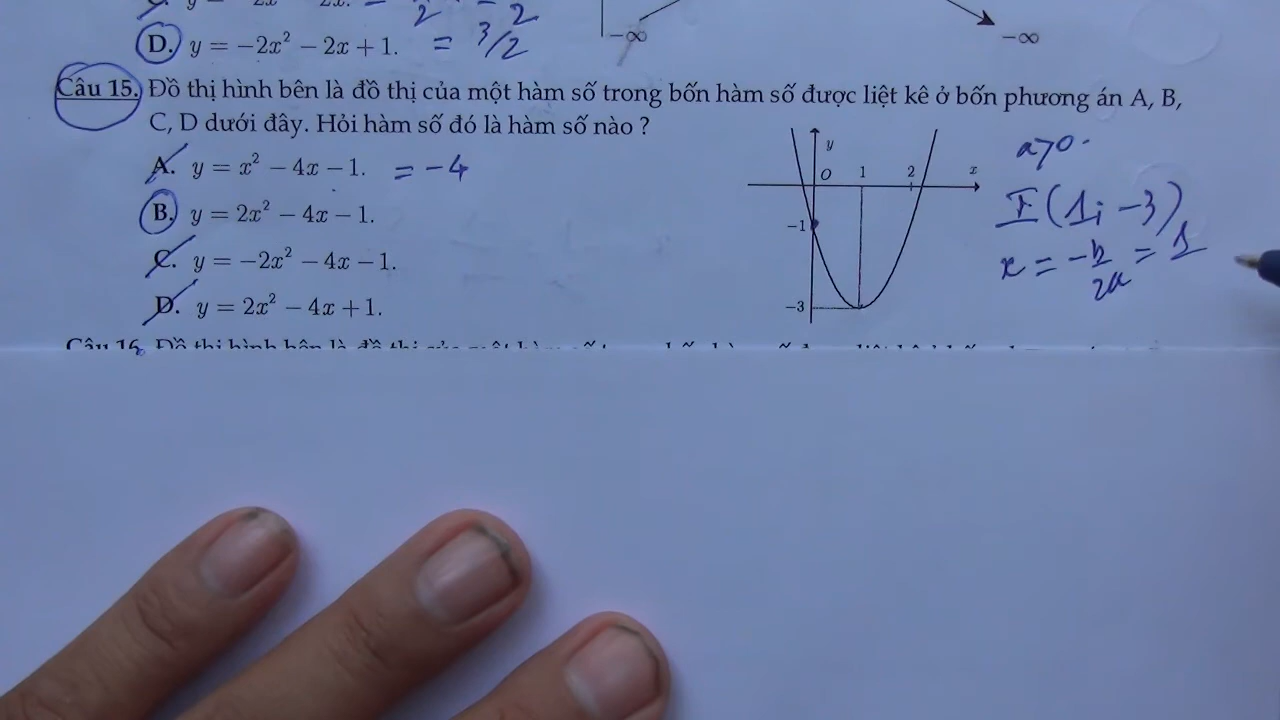 −∞
−∞
D. y = −2x² − 2x + 1. = 3/2
Câu 15. Đồ thị hình bên là đồ thị của một hàm số trong bốn hàm số được liệt kê ở bốn phương án A, B,
C, D dưới đây. Hỏi hàm số đó là hàm số nào ?
A. y = x² − 4x − 1. = −4
B. y = 2x² − 4x − 1.
C. y = −2x² − 4x − 1.
D. y = 2x² − 4x + 1.
y
O 1 2 x
−1
−3
a>0.
I(1; −3)
x = −b/2a = 1
Câu 16.